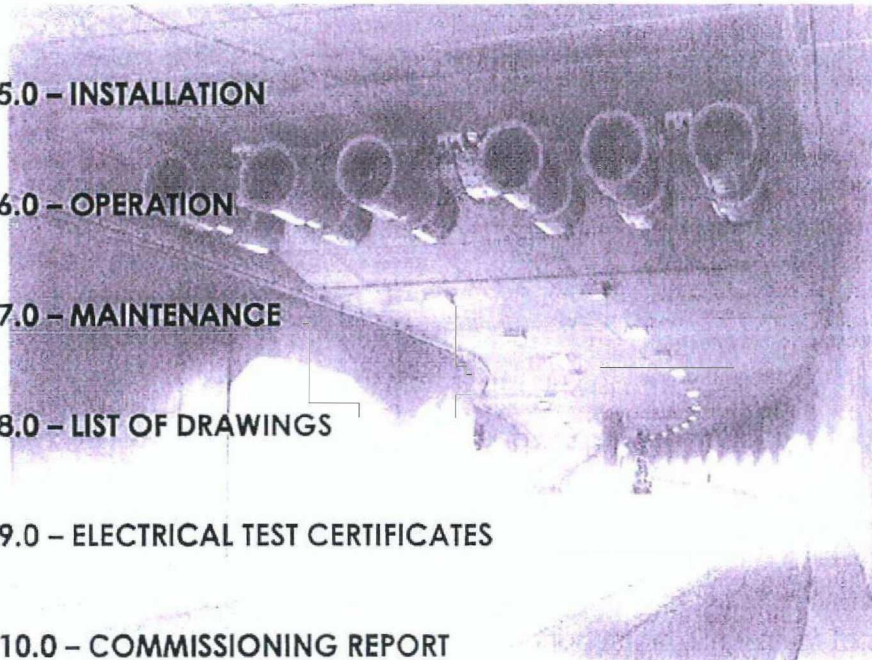 5.0 – INSTALLATION
6.0 – OPERATION
7.0 – MAINTENANCE
8.0 – LIST OF DRAWINGS
9.0 – ELECTRICAL TEST CERTIFICATES
10.0 – COMMISSIONING REPORT